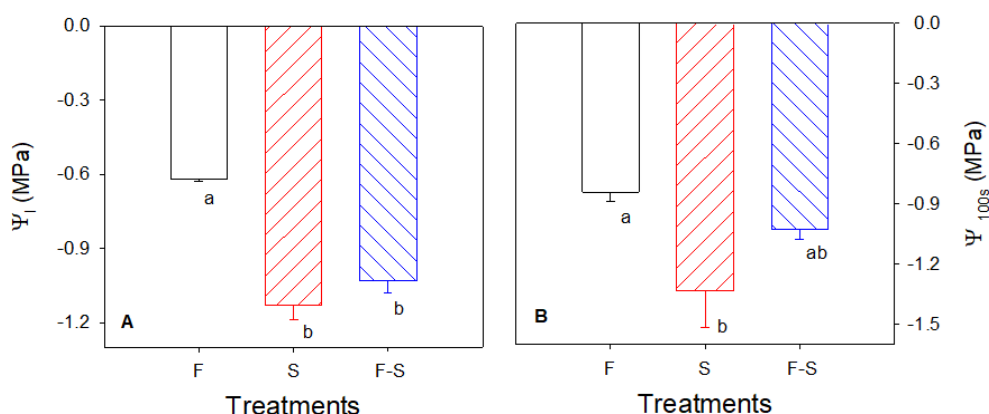 Ψl (MPa)
0.0
-0.3
-0.6
-0.9
-1.2
a
b
b
A
F S F-S
Treatments
0.0
-0.3
-0.6
-0.9
-1.2
-1.5
Ψ 100s (MPa)
a
b
ab
B
F S F-S
Treatments